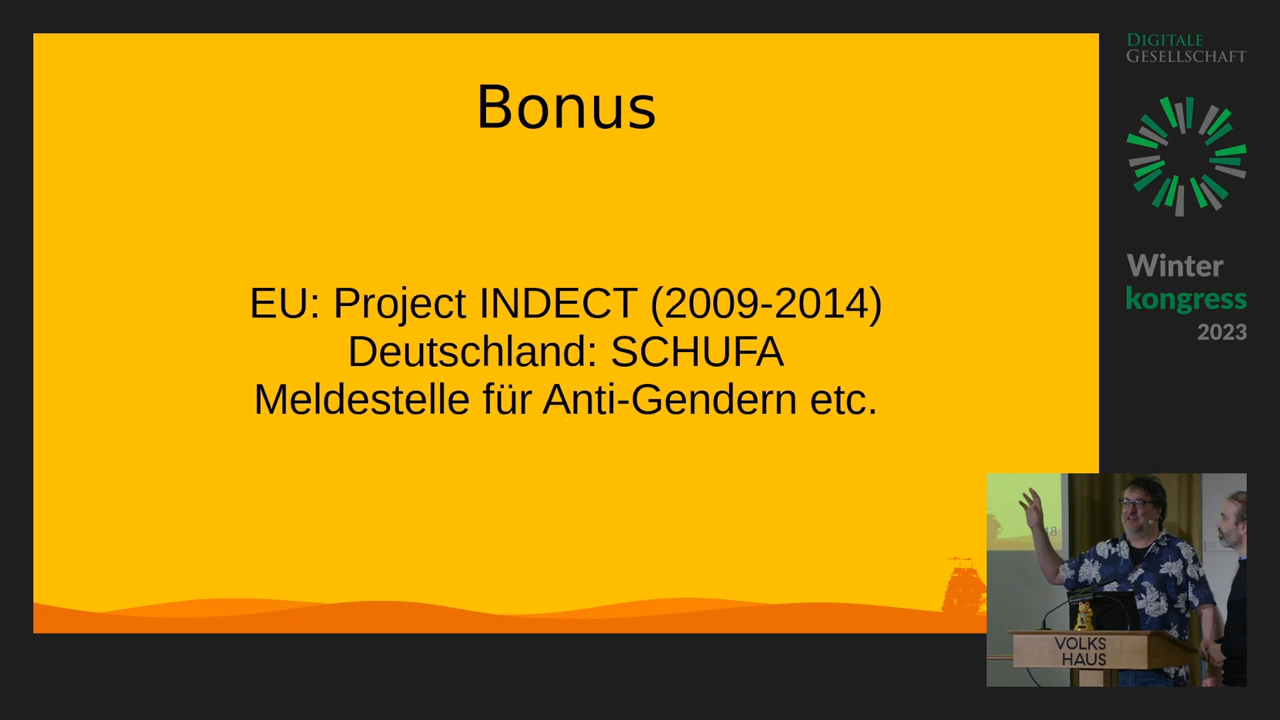 Bonus
EU: Project INDECT (2009-2014)
Deutschland: SCHUFA
Meldestelle für Anti-Gendern etc.
DIGITALE
GESELLSCHAFT
Winter
kongress
2023
18
VOLKS
HAUS